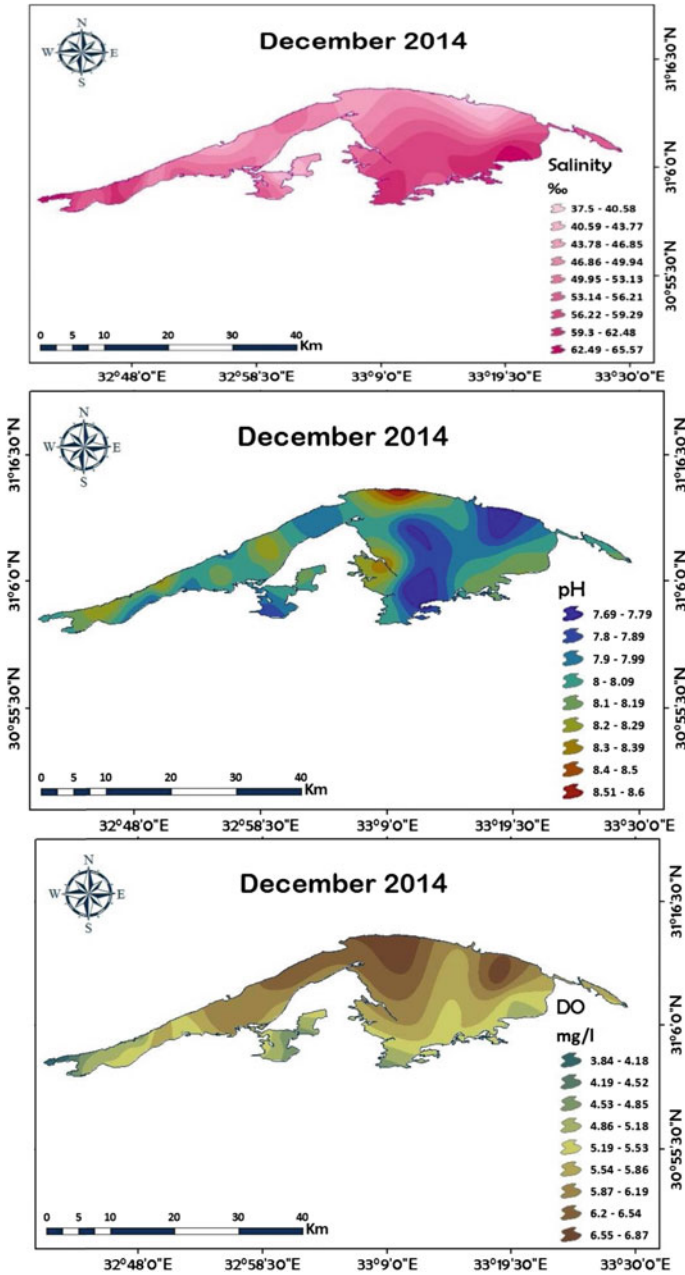 December 2014
N
W E
S
31°16'30"N
31°6'0"N
30°55'30"N
Salinity
‰
37.5 - 40.58
40.59 - 43.77
43.78 - 46.85
46.86 - 49.94
49.95 - 53.13
53.14 - 56.21
56.22 - 59.29
59.3 - 62.48
62.49 - 65.57
0 5 10 20 30 40
Km
32°48'0"E 32°58'30"E 33°9'0"E 33°19'30"E 33°30'0"E
December 2014
N
W E
S
31°16'30"N
31°16'30"N
31°6'0"N
31°6'0"N
30°55'30"N
30°55'30"N
pH
7.69 - 7.79
7.8 - 7.89
7.9 - 7.99
8 - 8.09
8.1 - 8.19
8.2 - 8.29
8.3 - 8.39
8.4 - 8.5
8.51 - 8.6
0 5 10 20 30 40
Km
32°48'0"E 32°58'30"E 33°9'0"E 33°19'30"E 33°30'0"E
December 2014
N
W E
S
31°16'30"N
31°6'0"N
30°55'30"N
DO
mg/l
3.84 - 4.18
4.19 - 4.52
4.53 - 4.85
4.86 - 5.18
5.19 - 5.53
5.54 - 5.86
5.87 - 6.19
6.2 - 6.54
6.55 - 6.87
0 5 10 20 30 40
Km
32°48'0"E 32°58'30"E 33°9'0"E 33°19'30"E 33°30'0"E